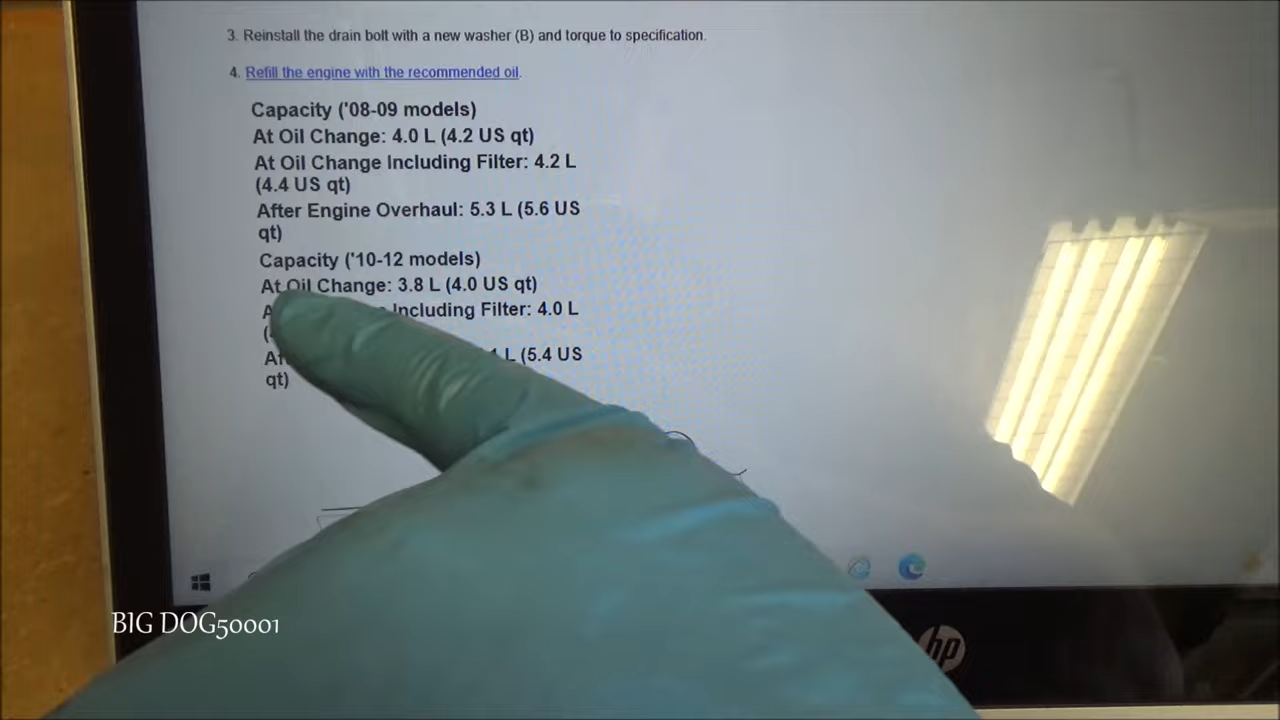 3. Reinstall the drain bolt with a new washer (B) and torque to specification.
4. Refill the engine with the recommended oil.
Capacity ('08-09 models)
At Oil Change: 4.0 L (4.2 US qt)
At Oil Change Including Filter: 4.2 L
(4.4 US qt)
After Engine Overhaul: 5.3 L (5.6 US
qt)
Capacity ('10-12 models)
At Oil Change: 3.8 L (4.0 US qt)
Including Filter: 4.0 L
L (5.4 US
qt)
BIG DOG50001
hp